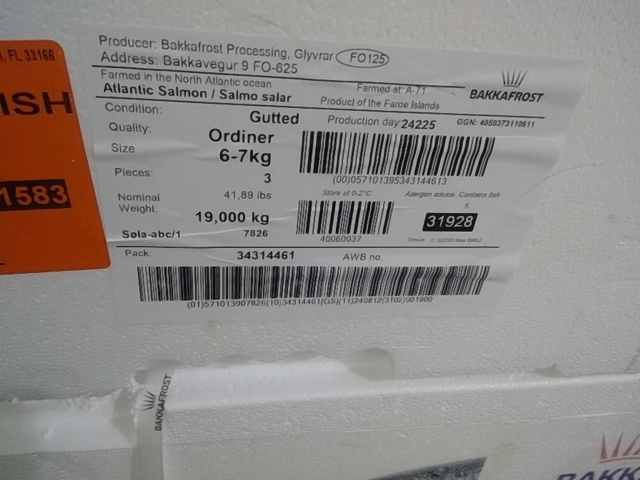 I, FL 33166
ISH
1583
Producer: Bakkafrost Processing, Glyvrar FO125
Address: Bakkavegur 9 FO-625
Farmed in the North Atlantic ocean Farmed at: A-71
Atlantic Salmon / Salmo salar Product of the Faroe Islands
BAKKAFROST
Condition: Gutted Production day: 24225 GGN: 4050373110611
Quality: Ordiner
Size 6-7kg
(00)057101395343144613
Pieces: 3
Nominal Weight: 41,89 lbs Store at 0-2°C Allergen advice: Contains fish
19,000 kg 5
31928
Søla-abc/1 7826 40060037
Device
Pack: 34314461 AWB no.
(01)571013907826(10)34314461[GS](11)240812(3102)001900
BAKKAFROST
BAKK